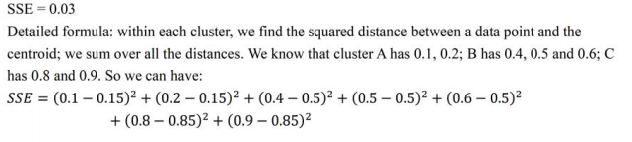 SSE = 0.03
Detailed formula: within each cluster, we find the squared distance between a data point and the
centroid; we sum over all the distances. We know that cluster A has 0.1, 0.2; B has 0.4, 0.5 and 0.6; C
has 0.8 and 0.9. So we can have:
SSE = (0.1 − 0.15)² + (0.2 − 0.15)² + (0.4 − 0.5)² + (0.5 − 0.5)² + (0.6 − 0.5)²
+ (0.8 − 0.85)² + (0.9 − 0.85)²